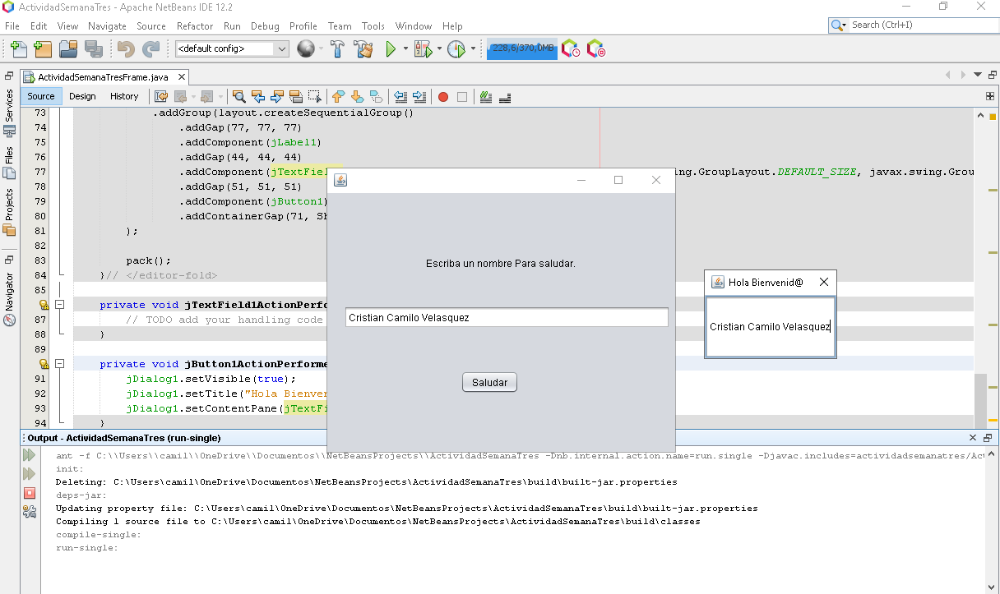 ActividadSemanaTres - Apache NetBeans IDE 12.2
File Edit View Navigate Source Refactor Run Debug Profile Team Tools Window Help
Search (Ctrl+I)
<default config>
228,6/370,0MB
ActividadSemanaTresFrame.java
Source Design History
Services
Files
Projects
Navigator
73 .addGroup(layout.createSequentialGroup()
74 .addGap(77, 77, 77)
75 .addComponent(jLabel1)
76 .addGap(44, 44, 44)
77 .addComponent(jTextFiel ing.GroupLayout.DEFAULT_SIZE, javax.swing.Grou
78 .addGap(51, 51, 51)
79 .addComponent(jButton1)
80 .addContainerGap(71, Sh
81 );
82
83 pack();
84 }// </editor-fold>
85
private void jTextField1ActionPerfo
87 // TODO add your handling code
88 }
89
private void jButton1ActionPerforme
91 jDialog1.setVisible(true);
92 jDialog1.setTitle("Hola Bienven
93 jDialog1.setContentPane(jTextFi
94 }
Escriba un nombre Para saludar.
Cristian Camilo Velasquez
Saludar
Hola Bienvenid@
Cristian Camilo Velasquez
Output - ActividadSemanaTres (run-single)
ant -f C:\\Users\\camil\\OneDrive\\Documentos\\NetBeansProjects\\ActividadSemanaTres -Dnb.internal.action.name=run.single -Djavac.includes=actividadsemanatres/Act
init:
Deleting: C:\Users\camil\OneDrive\Documentos\NetBeansProjects\ActividadSemanaTres\build\built-jar.properties
deps-jar:
Updating property file: C:\Users\camil\OneDrive\Documentos\NetBeansProjects\ActividadSemanaTres\build\built-jar.properties
Compiling 1 source file to C:\Users\camil\OneDrive\Documentos\NetBeansProjects\ActividadSemanaTres\build\classes
compile-single:
run-single: